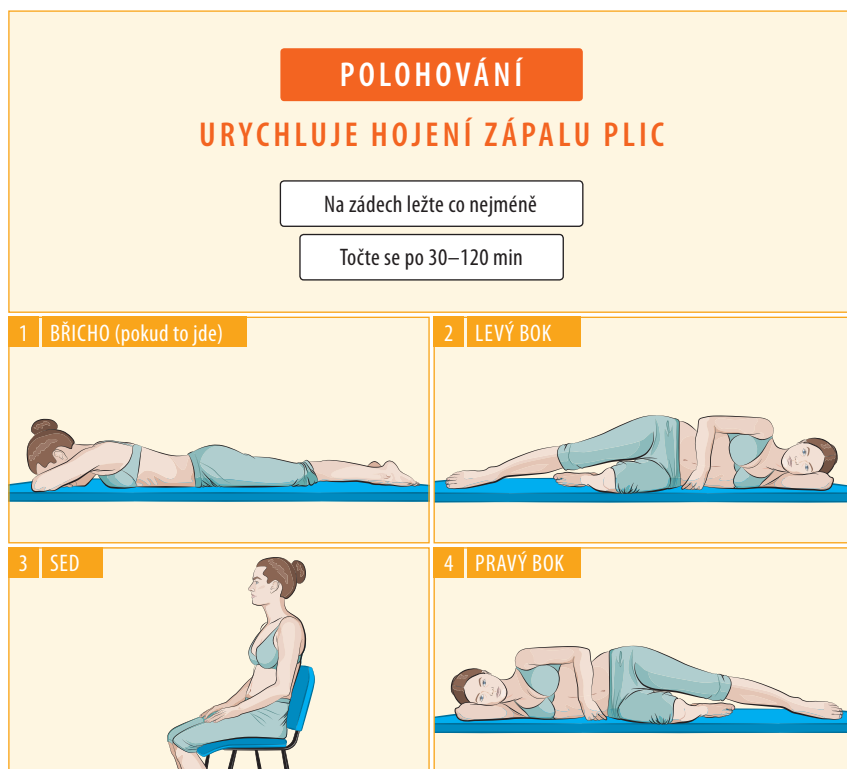 POLOHOVÁNÍ
URYCHLUJE HOJENÍ ZÁPALU PLIC
Na zádech ležte co nejméně
Točte se po 30–120 min
1 BŘICHO (pokud to jde)
2 LEVÝ BOK
3 SED
4 PRAVÝ BOK